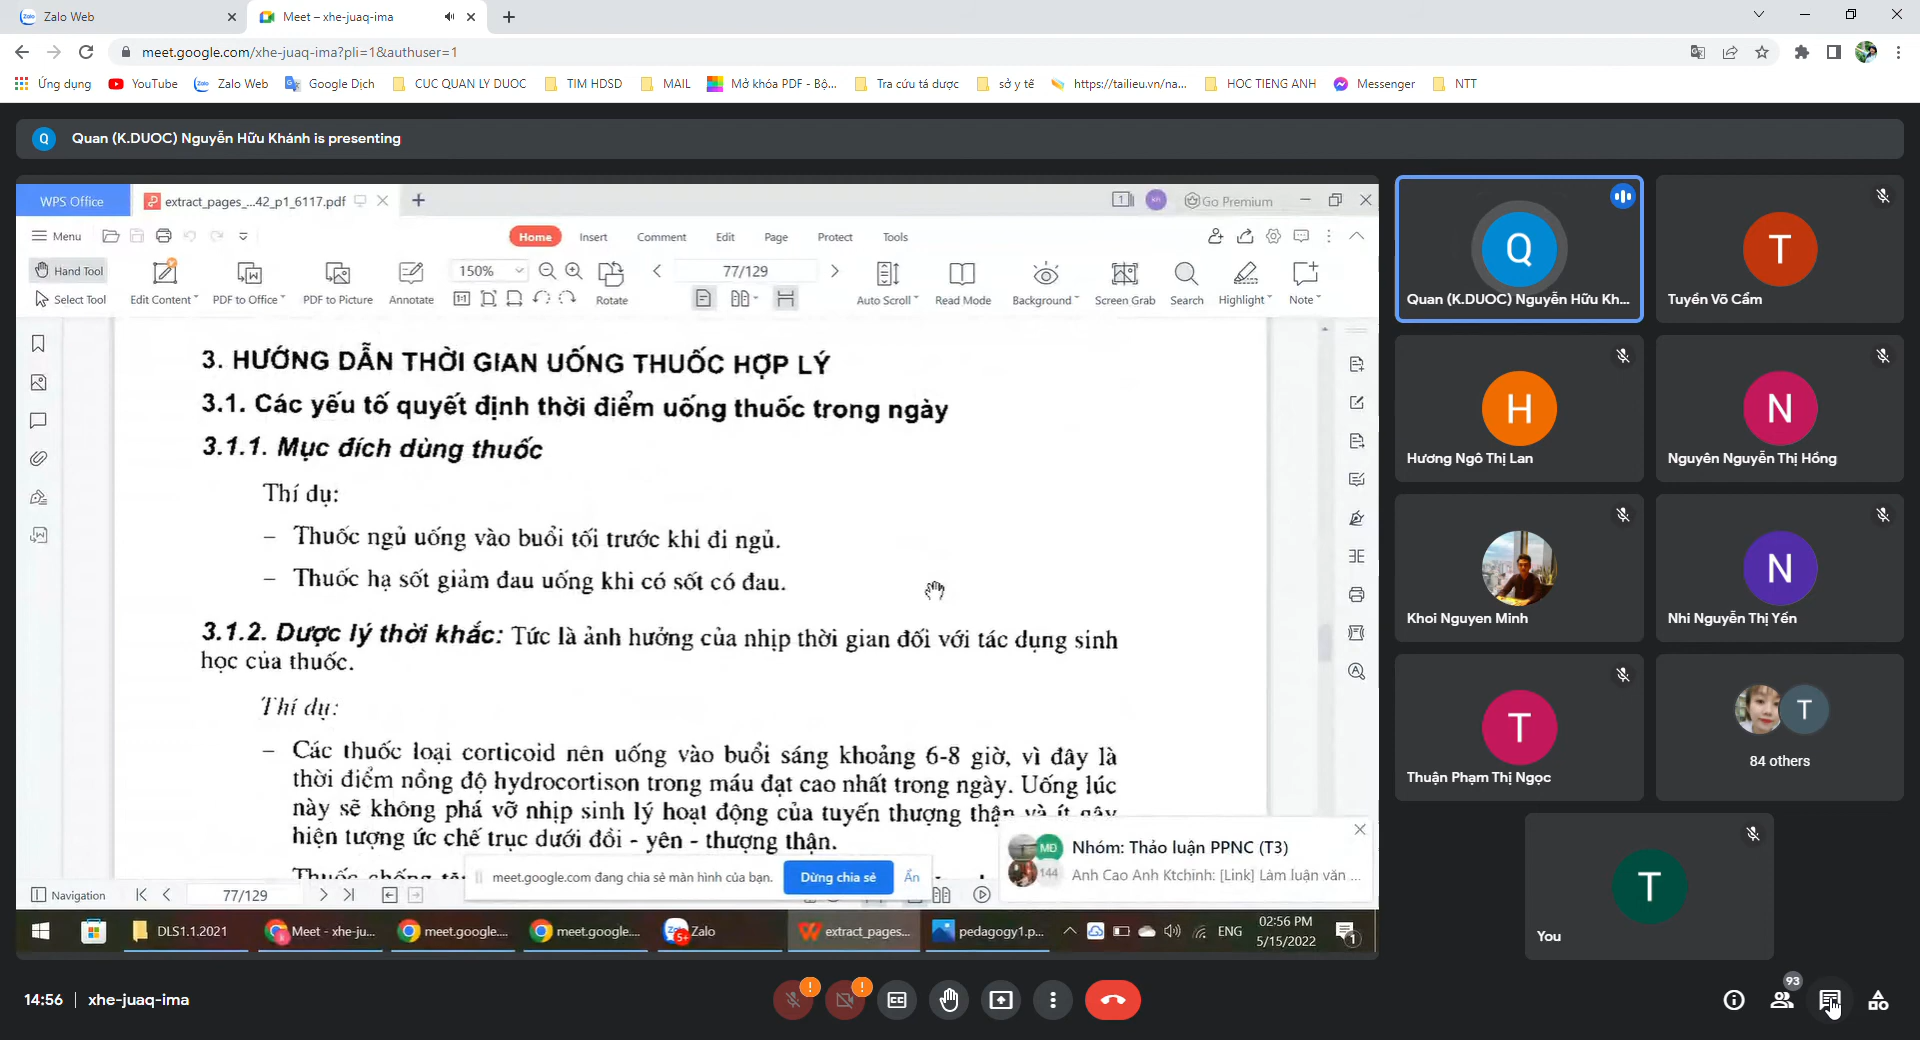 Zalo Web
Meet – xhe-juaq-ima
meet.google.com/xhe-juaq-ima?pli=1&authuser=1
Ứng dụng
YouTube
Zalo Web
Google Dịch
CUC QUAN LY DUOC
TIM HDSD
MAIL
Mở khóa PDF - Bộ...
Tra cứu tá dược
sở y tế
https://tailieu.vn/na...
HOC TIENG ANH
Messenger
NTT
Q
Quan (K.DUOC) Nguyễn Hữu Khánh is presenting
WPS Office
extract_pages_...42_p1_6117.pdf
1
Go Premium
Menu
Home
Insert
Comment
Edit
Page
Protect
Tools
Hand Tool
Select Tool
Edit Content
PDF to Office
PDF to Picture
Annotate
150%
Rotate
77/129
Auto Scroll
Read Mode
Background
Screen Grab
Search
Highlight
Note
3. HƯỚNG DẪN THỜI GIAN UỐNG THUỐC HỢP LÝ
3.1. Các yếu tố quyết định thời điểm uống thuốc trong ngày
3.1.1. Mục đích dùng thuốc
Thí dụ:
– Thuốc ngủ uống vào buổi tối trước khi đi ngủ.
– Thuốc hạ sốt giảm đau uống khi có sốt có đau.
3.1.2. Dược lý thời khắc: Tức là ảnh hưởng của nhịp thời gian đối với tác dụng sinh
học của thuốc.
Thí dụ:
– Các thuốc loại corticoid nên uống vào buổi sáng khoảng 6-8 giờ, vì đây là
thời điểm nồng độ hydrocortison trong máu đạt cao nhất trong ngày. Uống lúc
này sẽ không phá vỡ nhịp sinh lý hoạt động của tuyến thượng thận và ít gây
hiện tượng ức chế trục dưới đồi - yên - thượng thận.
Thuốc chống
meet.google.com đang chia sẻ màn hình của bạn.
Dừng chia sẻ
Ẩn
MĐ
144
Nhóm: Thảo luận PPNC (T3)
Anh Cao Anh Ktchinh: [Link] Làm luận văn ...
Navigation
77/129
DLS1.1.2021
Meet - xhe-ju...
meet.google....
meet.google....
5+
Zalo
extract_pages...
pedagogy1.p...
ENG
02:56 PM
5/15/2022
1
Q
Quan (K.DUOC) Nguyễn Hữu Kh...
T
Tuyền Võ Cẩm
H
Hương Ngô Thị Lan
N
Nguyên Nguyễn Thị Hồng
Khoi Nguyen Minh
N
Nhi Nguyễn Thị Yến
T
Thuận Phạm Thị Ngọc
T
84 others
T
You
14:56
xhe-juaq-ima
93